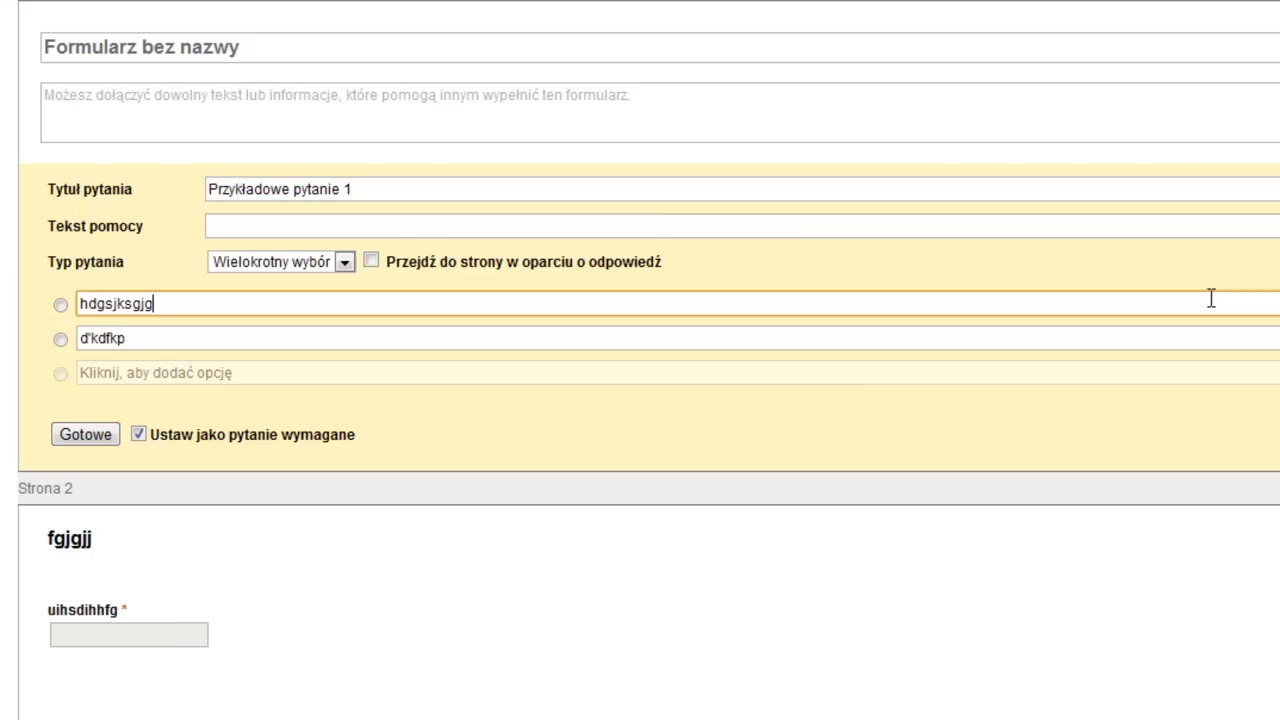 Formularz bez nazwy
Możesz dołączyć dowolny tekst lub informacje, które pomogą innym wypełnić ten formularz.
Tytuł pytania Przykładowe pytanie 1
Tekst pomocy
Typ pytania Wielokrotny wybór Przejdź do strony w oparciu o odpowiedź
hdgsjksgjg
d'kdfkp
Kliknij, aby dodać opcję
Gotowe Ustaw jako pytanie wymagane
Strona 2
fgjgjj
uihsdihhfg *